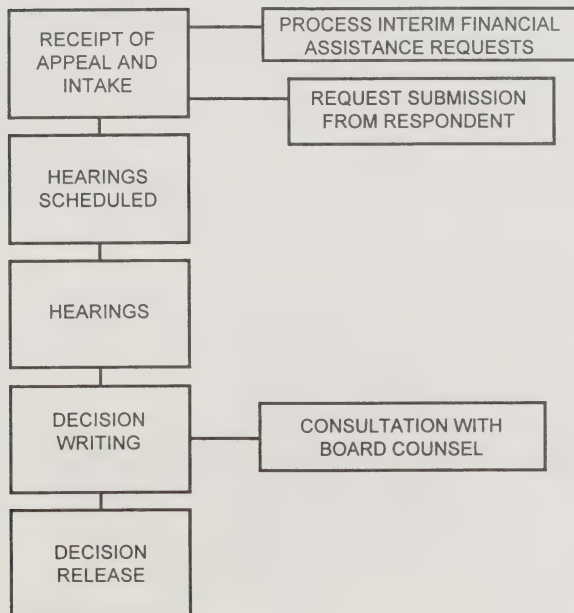 RECEIPT OF
APPEAL AND
INTAKE
PROCESS INTERIM FINANCIAL
ASSISTANCE REQUESTS
REQUEST SUBMISSION
FROM RESPONDENT
HEARINGS
SCHEDULED
HEARINGS
DECISION
WRITING
CONSULTATION WITH
BOARD COUNSEL
DECISION
RELEASE